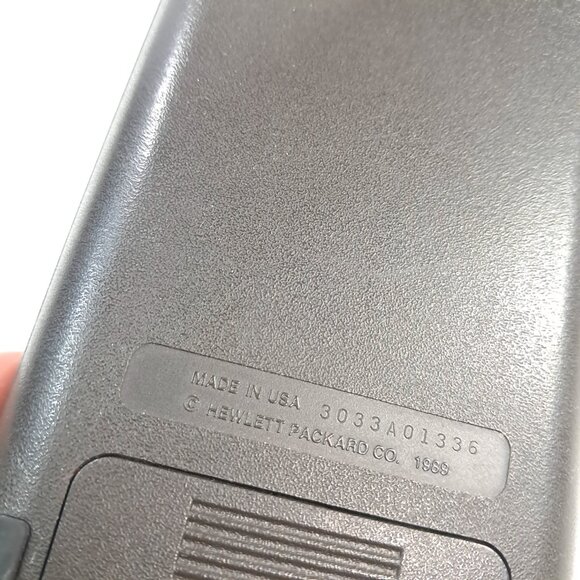 MADE IN USA 3033A01336
© HEWLETT PACKARD CO. 1989